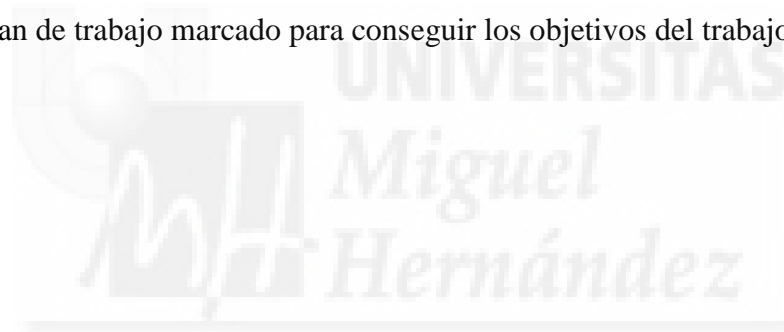 an de trabajo marcado para conseguir los objetivos del trabajo
UNIVERSITAS
Miguel
Hernández